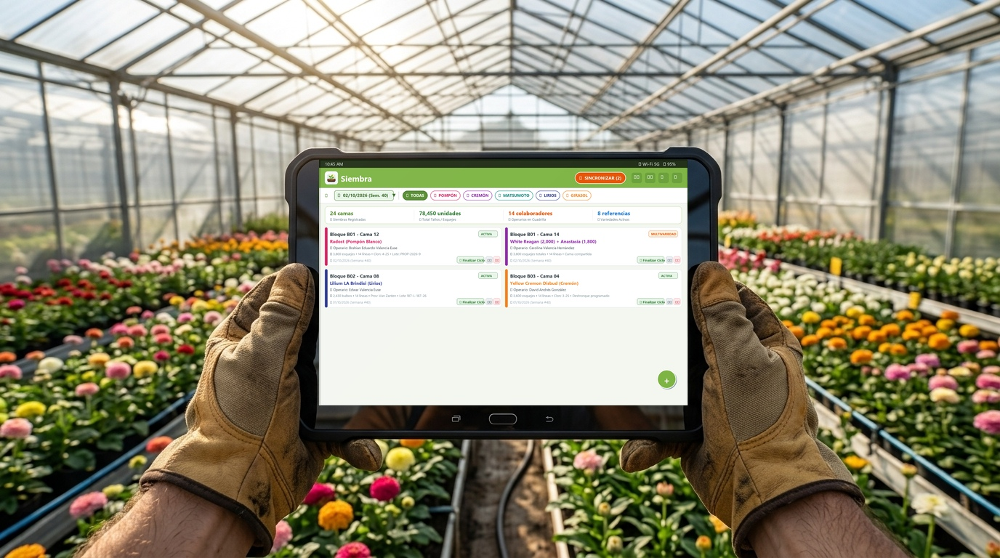 10:45 AM
Wi-Fi 5G 95%
Siembra
SINCRONIZAR (2)
02/10/2026 (Sem. 40)
TODAS
POMPÓN
CREMÓN
MATSUMOTO
LIRIOS
GIRASOL
24 camas
Siembras Registradas
78,450 unidades
Total Tallos / Esquejes
14 colaboradores
Operarios en Cuadrilla
8 referencias
Variedades Activas
Bloque B01 - Cama 12
ACTIVA
Radost (Pompón Blanco)
Operario: Brahian Eduardo Valencia Euse
3,800 esquejes • 14 líneas • Clon: 4-25 • Lote: PROP-2026-9
02/10/2026 (Semana #40)
Finalizar Ciclo
Bloque B01 - Cama 14
MULTIVARIEDAD
White Reagan (2,000) + Anastasia (1,800)
Operario: Carolina Valencia Hernández
3,800 esquejes totales • 14 líneas • Cama compartida
02/10/2026 (Semana #40)
Finalizar Ciclo
Bloque B02 - Cama 08
ACTIVA
Lilium LA Brindisi (Lirios)
Operario: Edwar Valencia Euse
2,430 bulbos • 14 líneas • Prov: Van Zanten • Lote
01/10/2026 (Semana #40)
Finalizar Ciclo
Bloque B03 - Cama 04
ACTIVA
Yellow Cremon Disbud (Cremón)
Operario: David Andrés González
3,600 esquejes • 14 líneas • Clon: 3-25 • Destronque programado
01/10/2026 (Semana #40)
Finalizar Ciclo
+